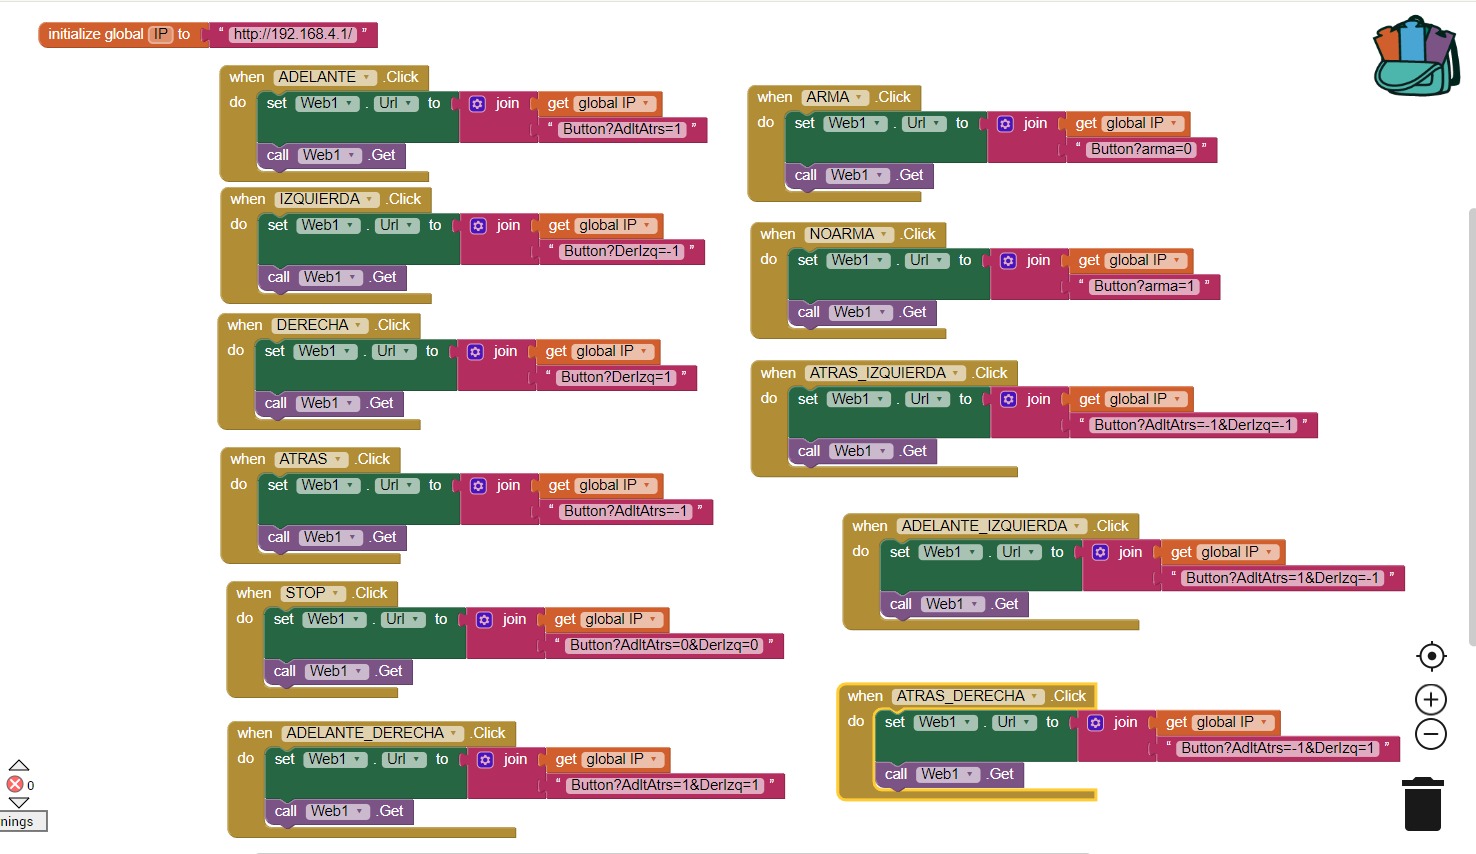 initialize global IP to “ http://192.168.4.1/ ”
when ADELANTE .Click
do set Web1 . Url to join get global IP
“ Button?AdltAtrs=1 ”
call Web1 .Get
when IZQUIERDA .Click
do set Web1 . Url to join get global IP
“ Button?DerIzq=-1 ”
call Web1 .Get
when DERECHA .Click
do set Web1 . Url to join get global IP
“ Button?DerIzq=1 ”
call Web1 .Get
when ATRAS .Click
do set Web1 . Url to join get global IP
“ Button?AdltAtrs=-1 ”
call Web1 .Get
when STOP .Click
do set Web1 . Url to join get global IP
“ Button?AdltAtrs=0&DerIzq=0 ”
call Web1 .Get
when ADELANTE_DERECHA .Click
do set Web1 . Url to join get global IP
“ Button?AdltAtrs=1&DerIzq=1 ”
call Web1 .Get
when ARMA .Click
do set Web1 . Url to join get global IP
“ Button?arma=0 ”
call Web1 .Get
when NOARMA .Click
do set Web1 . Url to join get global IP
“ Button?arma=1 ”
call Web1 .Get
when ATRAS_IZQUIERDA .Click
do set Web1 . Url to join get global IP
“ Button?AdltAtrs=-1&DerIzq=-1 ”
call Web1 .Get
when ADELANTE_IZQUIERDA .Click
do set Web1 . Url to join get global IP
“ Button?AdltAtrs=1&DerIzq=-1 ”
call Web1 .Get
when ATRAS_DERECHA .Click
do set Web1 . Url to join get global IP
“ Button?AdltAtrs=-1&DerIzq=1 ”
call Web1 .Get
0
nings